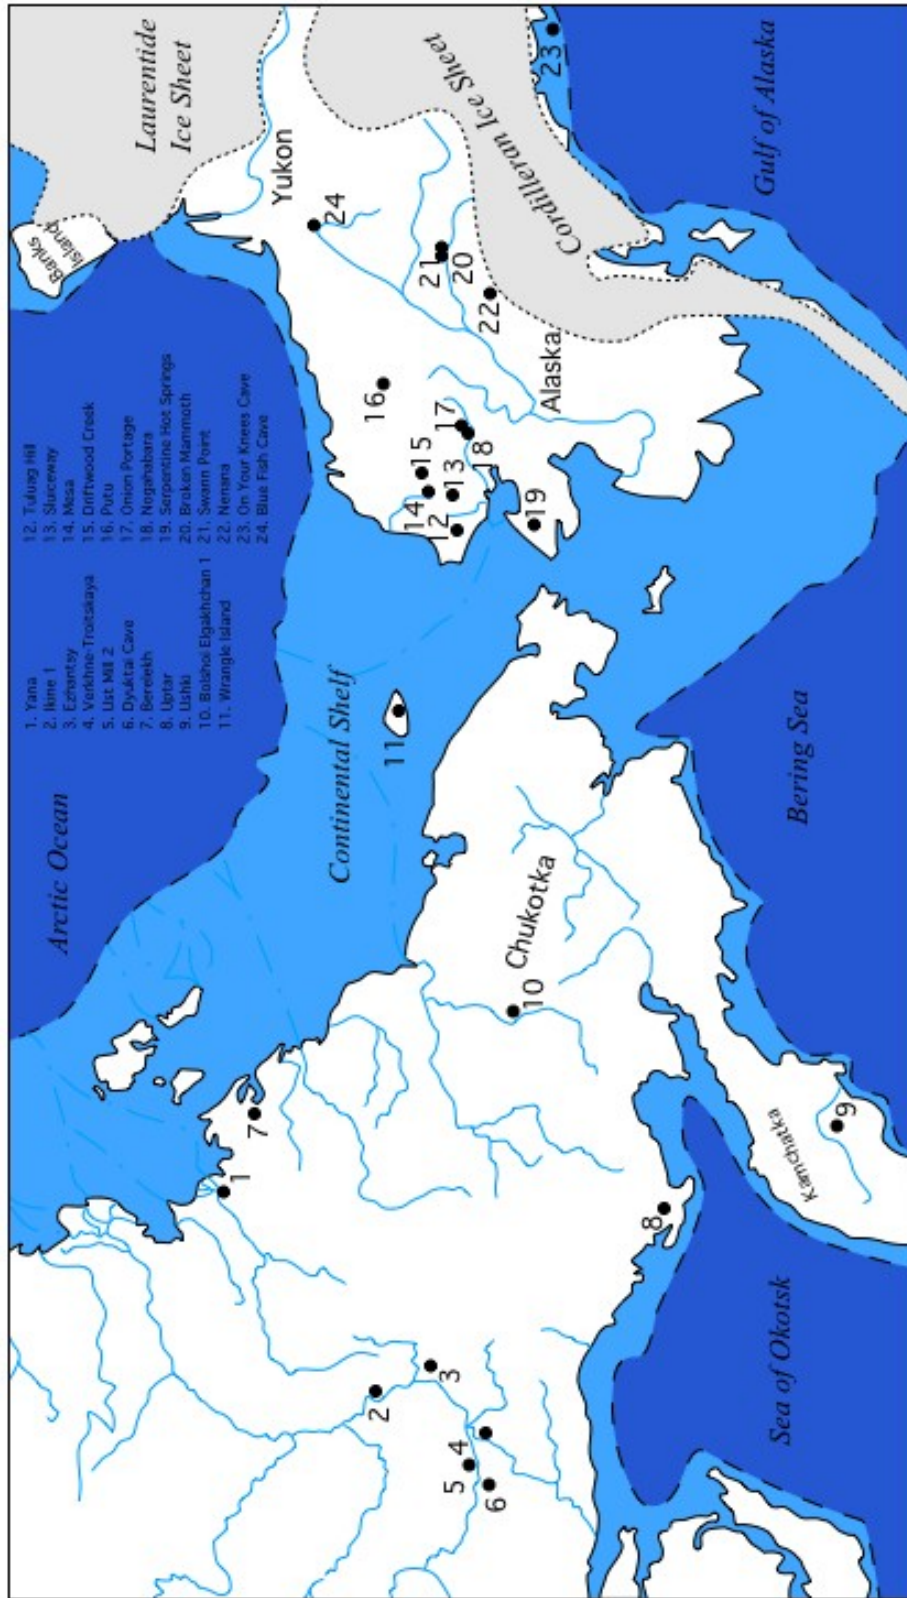 Arctic Ocean
1. Yana
2. Ikine 1
3. Ezhantsy
4. Verkhne-Troitskaya
5. Ust Mill 2
6. Dyuktai Cave
7. Berelekh
8. Uptar
9. Ushki
10. Bolshoi Elgakhchan 1
11. Wrangle Island
12. Tuluag Hill
13. Sluiceway
14. Mesa
15. Driftwood Creek
16. Putu
17. Onion Portage
18. Nogahabara
19. Serpentine Hot Springs
20. Broken Mammoth
21. Swann Point
22. Nenana
23. On Your Knees Cave
24. Blue Fish Cave
Banks
Island
Laurentide
Ice Sheet
Continental Shelf
Yukon
Cordilleran Ice Sheet
Alaska
Chukotka
Kamchatka
Sea of Okotsk
Bering Sea
Gulf of Alaska
1
2
3
4
5
6
7
8
9
10
11
12
13
14
15
16
17
18
19
20
21
22
23
24